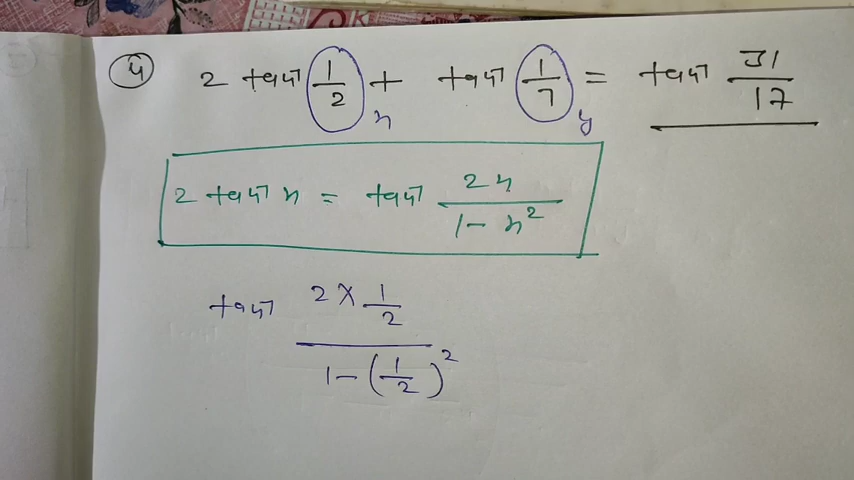 4 2 tan⁻¹ 1/2 + tan⁻¹ 1/7 = tan⁻¹ 31/17
x y
2 tan⁻¹ x = tan⁻¹ 2x/1-x²
tan⁻¹ 2×1/2 / 1-(1/2)²